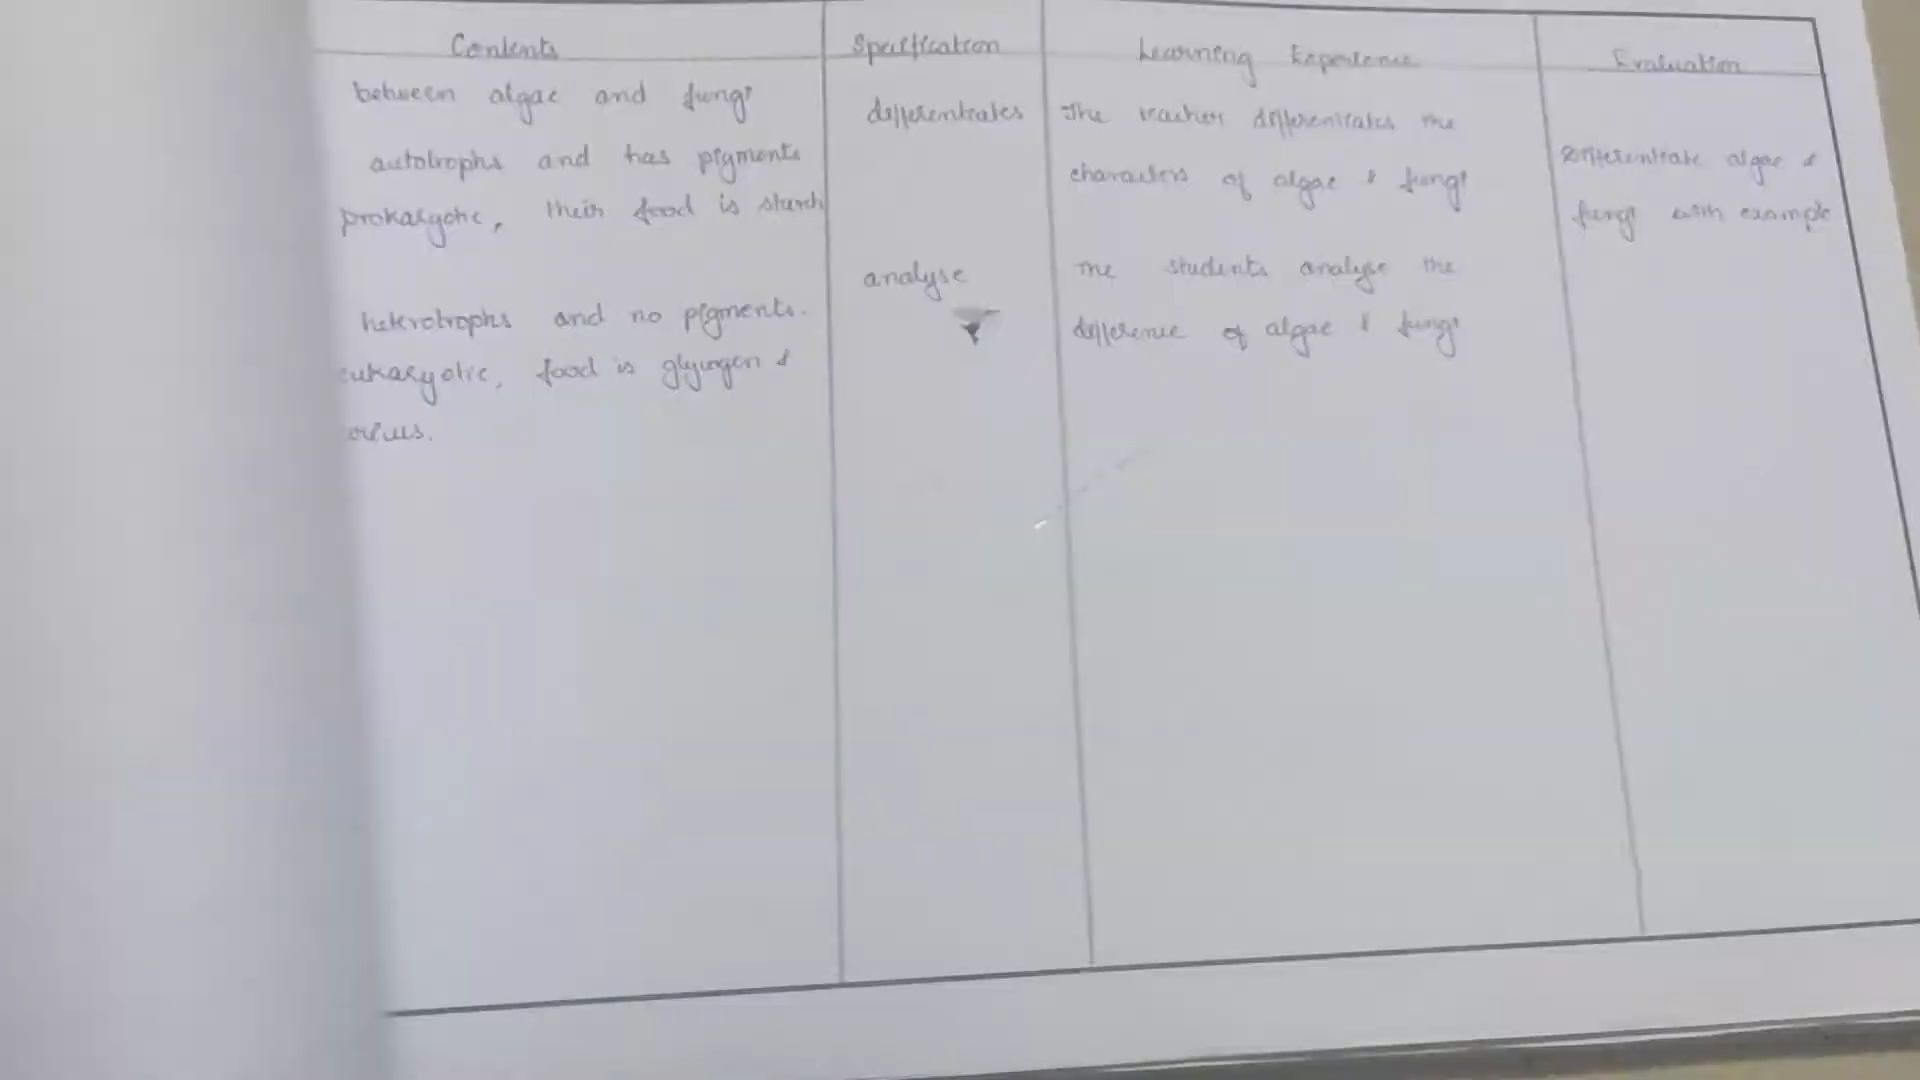 Contents
between algae and fungi
autotrophs and has pigments
prokaryotic, their food is starch
heterotrophs and no pigments.
eukaryotic, food is glycogen &
Specification
differentiates
analyse
Learning Experience
The teacher differentiates the
characters of algae & fungi
The students analyse the
difference of algae & fungi
Evaluation
Differentiate algae &
fungi with example